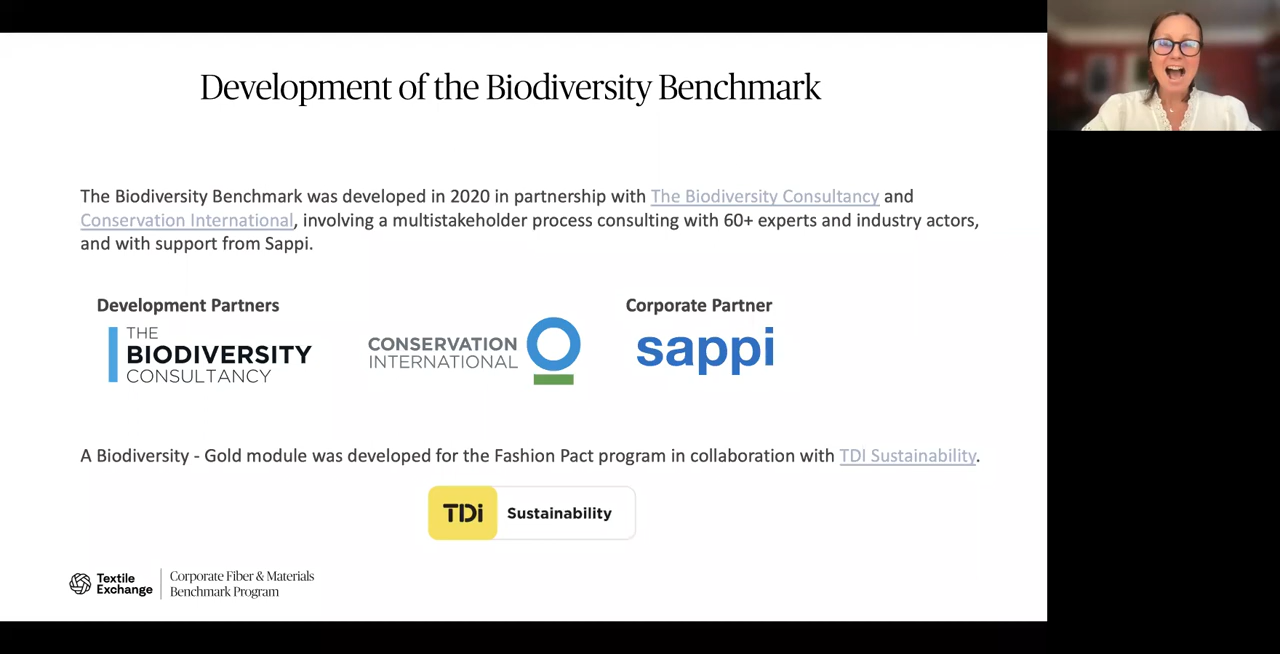 Development of the Biodiversity Benchmark
The Biodiversity Benchmark was developed in 2020 in partnership with The Biodiversity Consultancy and
Conservation International, involving a multistakeholder process consulting with 60+ experts and industry actors,
and with support from Sappi.
Development Partners
Corporate Partner
THE
BIODIVERSITY
CONSULTANCY
CONSERVATION
INTERNATIONAL
sappi
A Biodiversity - Gold module was developed for the Fashion Pact program in collaboration with TDI Sustainability.
TDi Sustainability
Textile
Exchange
Corporate Fiber & Materials
Benchmark Program